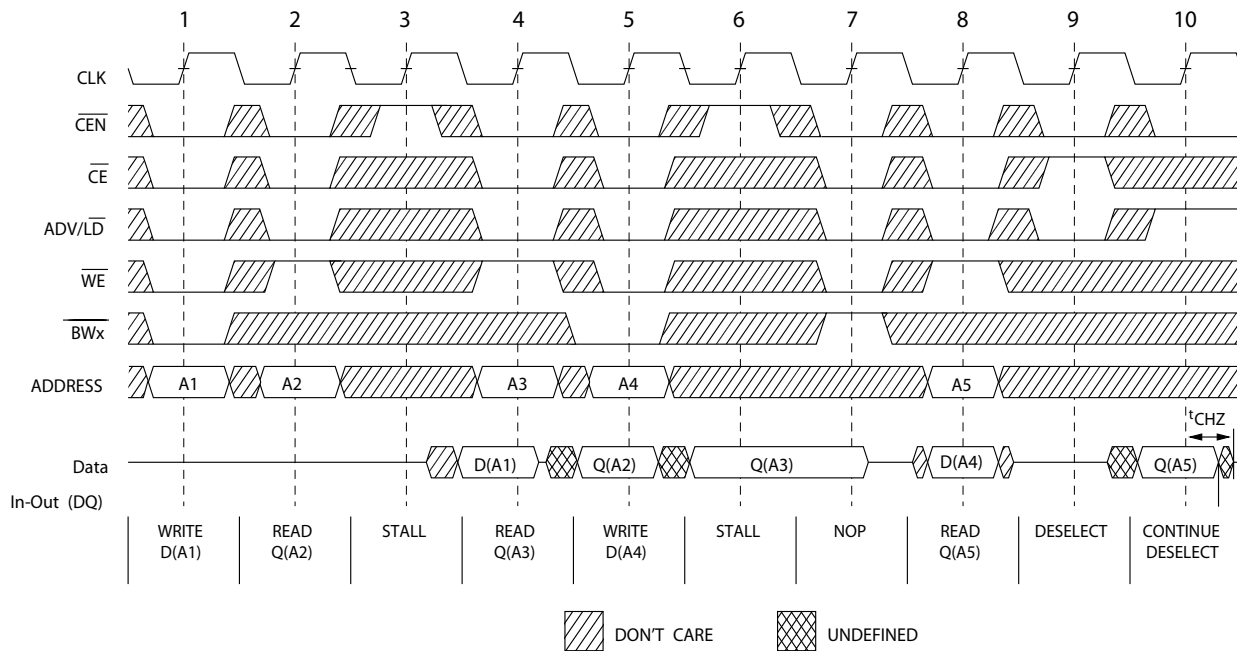 1 2 3 4 5 6 7 8 9 10
CLK
CEN
CE
ADV/LD
WE
BWx
ADDRESS A1 A2 A3 A4 A5
tCHZ
Data D(A1) Q(A2) Q(A3) D(A4) Q(A5)
In-Out (DQ)
WRITE READ STALL READ WRITE STALL NOP READ DESELECT CONTINUE
D(A1) Q(A2) Q(A3) D(A4) Q(A5) DESELECT
DON'T CARE UNDEFINED